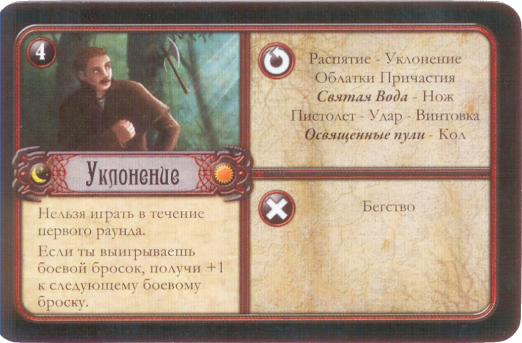 4
Уклонение
Нельзя играть в течение
первого раунда.
Если ты выигрываешь
боевой бросок, получи +1
к следующему боевому
броску.
Распятие - Уклонение
Облатки Причастия
Святая Вода - Нож
Пистолет - Удар - Винтовка
Освященные пули - Кол
Бегство